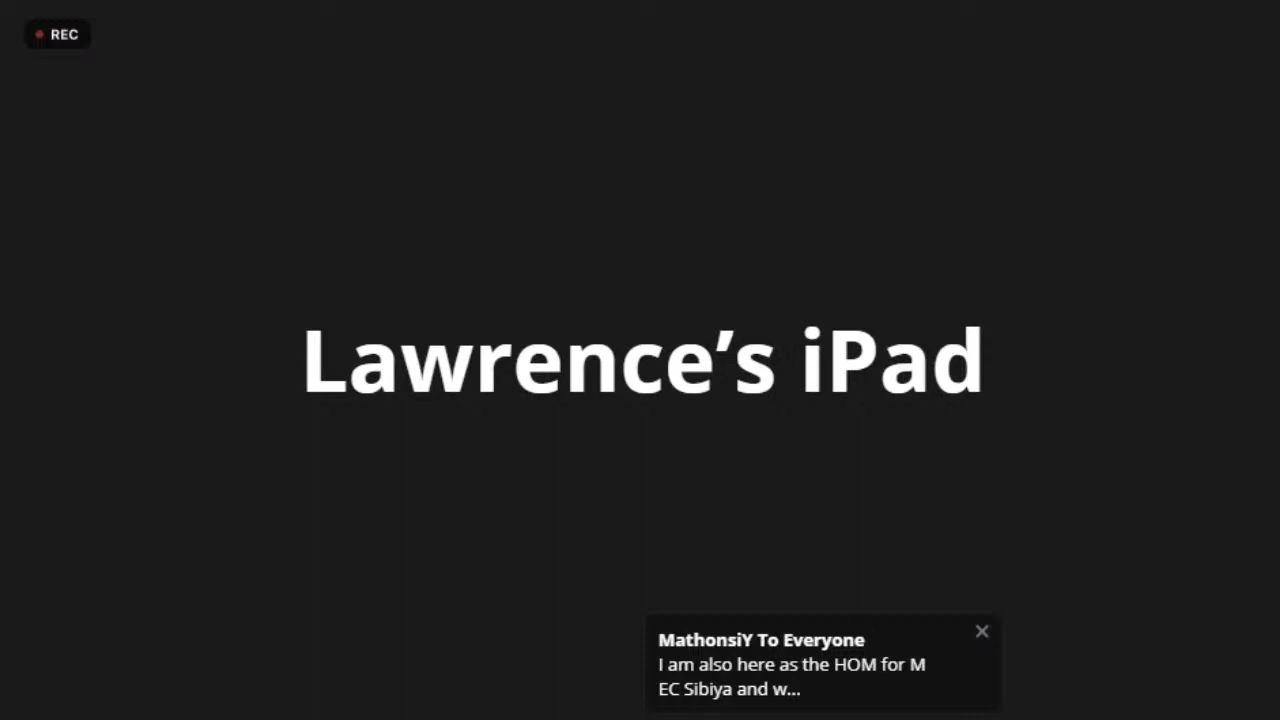 REC
Lawrence’s iPad
MathonsiY To Everyone
I am also here as the HOM for M
EC Sibiya and w...